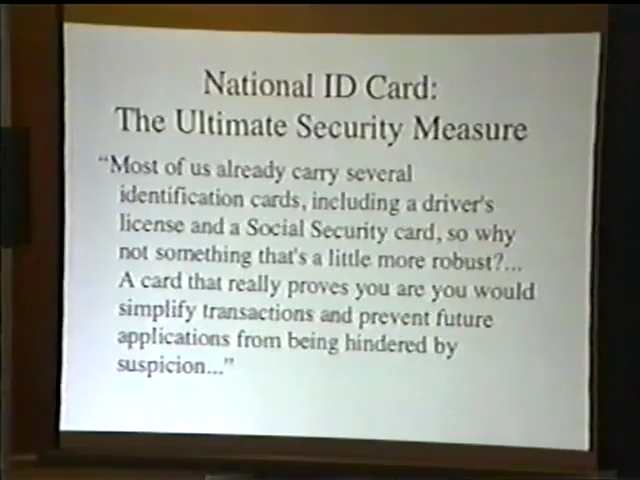 National ID Card:
The Ultimate Security Measure
“Most of us already carry several
identification cards, including a driver's
license and a Social Security card, so why
not something that's a little more robust?...
A card that really proves you are you would
simplify transactions and prevent future
applications from being hindered by
suspicion...”